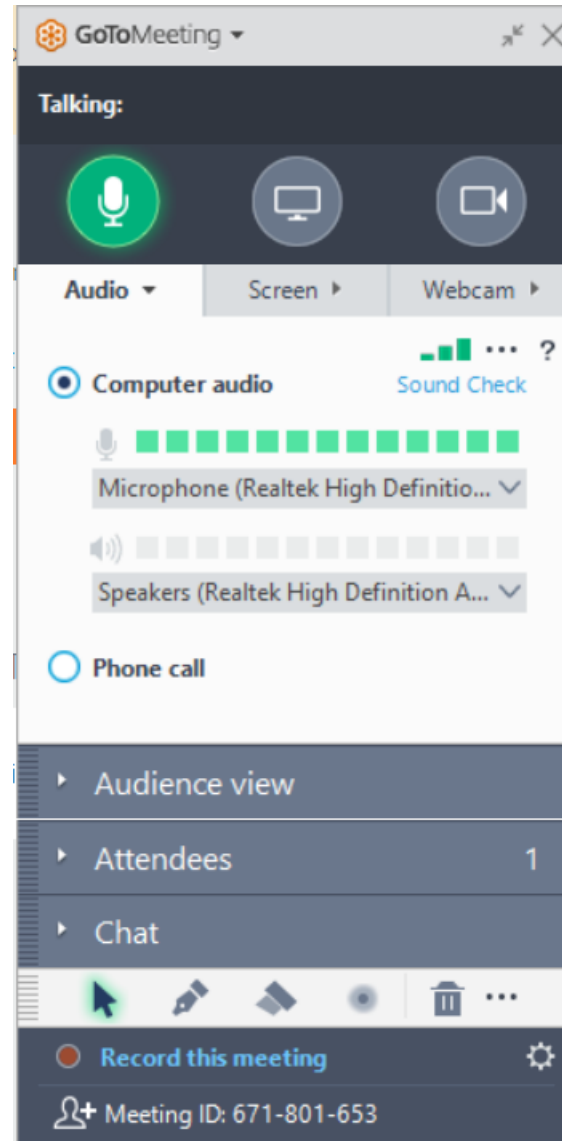 GoToMeeting
Talking:
Audio Screen Webcam
Computer audio
... ?
Sound Check
Microphone (Realtek High Definitio...
Speakers (Realtek High Definition A...
Phone call
Audience view
Attendees 1
Chat
...
Record this meeting
Meeting ID: 671-801-653